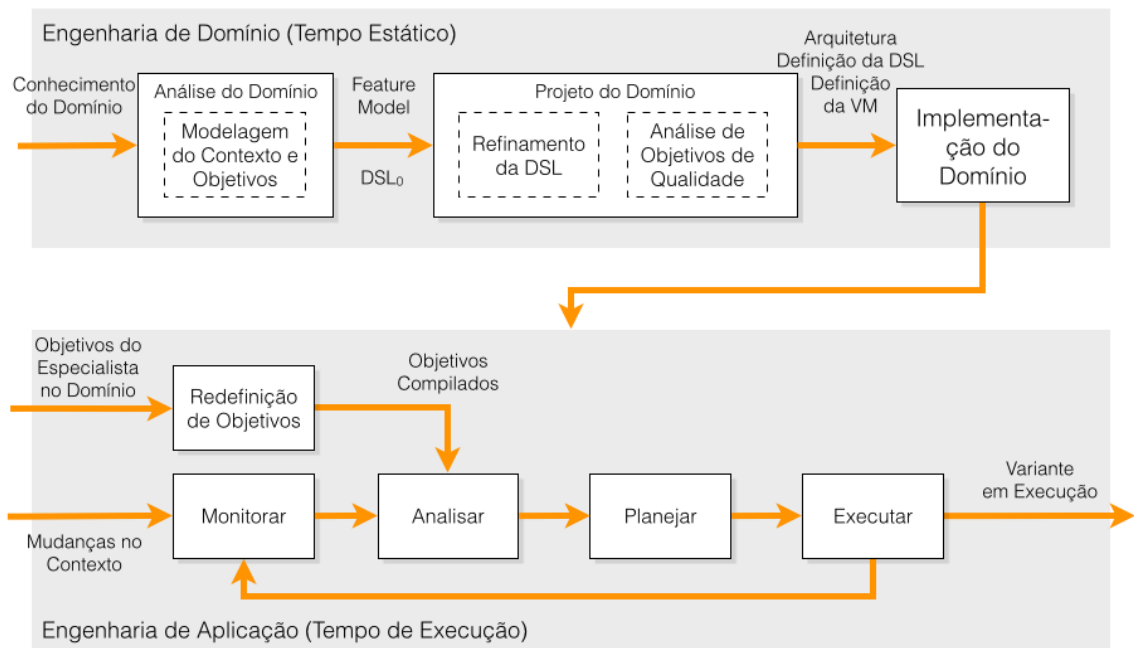 Engenharia de Domínio (Tempo Estático)
Conhecimento
do Domínio
Análise do Domínio
Modelagem
do Contexto e
Objetivos
Feature
Model
DSL₀
Projeto do Domínio
Refinamento
da DSL
Análise de
Objetivos de
Qualidade
Arquitetura
Definição da DSL
Definição
da VM
Implementa-
ção do
Domínio
Objetivos do
Especialista
no Domínio
Redefinição
de Objetivos
Objetivos
Compilados
Mudanças no
Contexto
Monitorar
Analisar
Planejar
Executar
Variante
em Execução
Engenharia de Aplicação (Tempo de Execução)